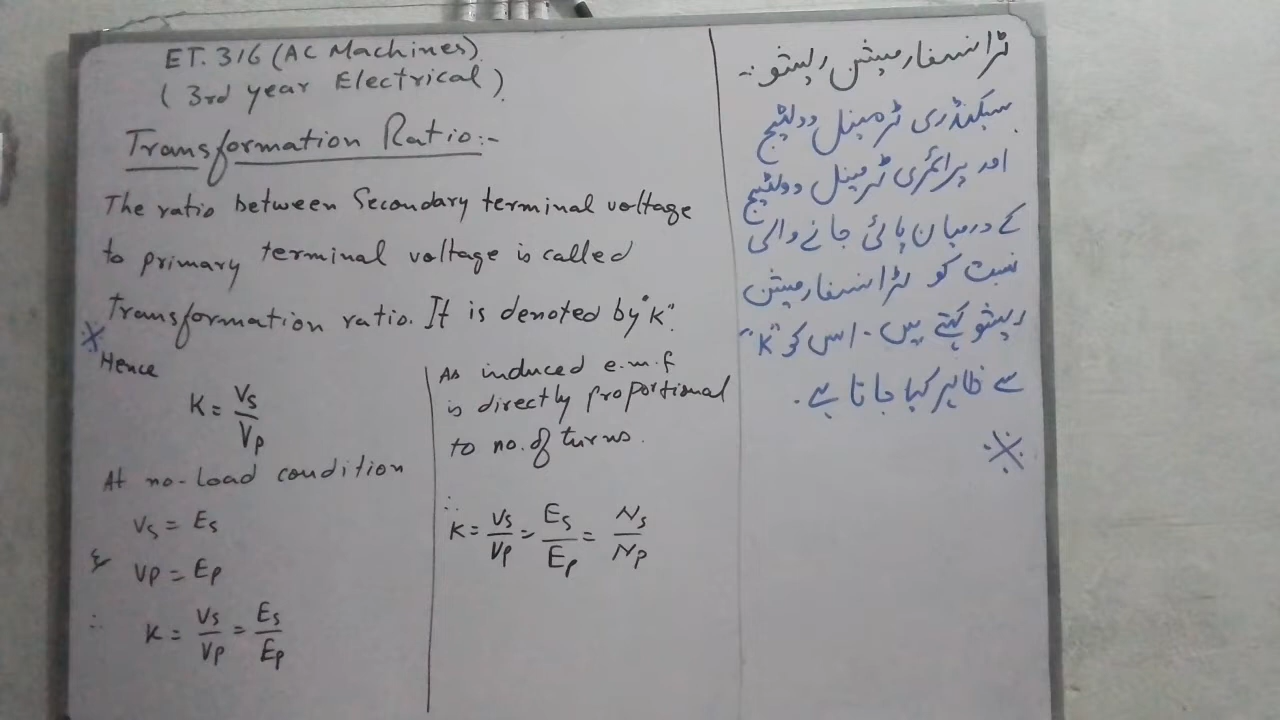 ET. 316 (AC Machines)
(3rd year Electrical)
Transformation Ratio:-
The ratio between Secondary terminal voltage
to primary terminal voltage is called
Transformation ratio. It is denoted by "K".
Hence
K = Vs/Vp
At no-Load condition
Vs = Es
& Vp = Ep
∴ K = Vs/Vp = Es/Ep
As induced e.m.f
is directly proportional
to no. of turns.
∴
K = Vs/Vp = Es/Ep = Ns/Np
ٹرانسفارمیشن ریشو:-
سیکنڈری ٹرمینل وولٹیج
اور پرائمری ٹرمینل وولٹیج
کے درمیان پائی جانے والی
نسبت کو ٹرانسفارمیشن
ریشو کہتے ہیں۔ اس کو "K"
سے ظاہر کیا جاتا ہے۔